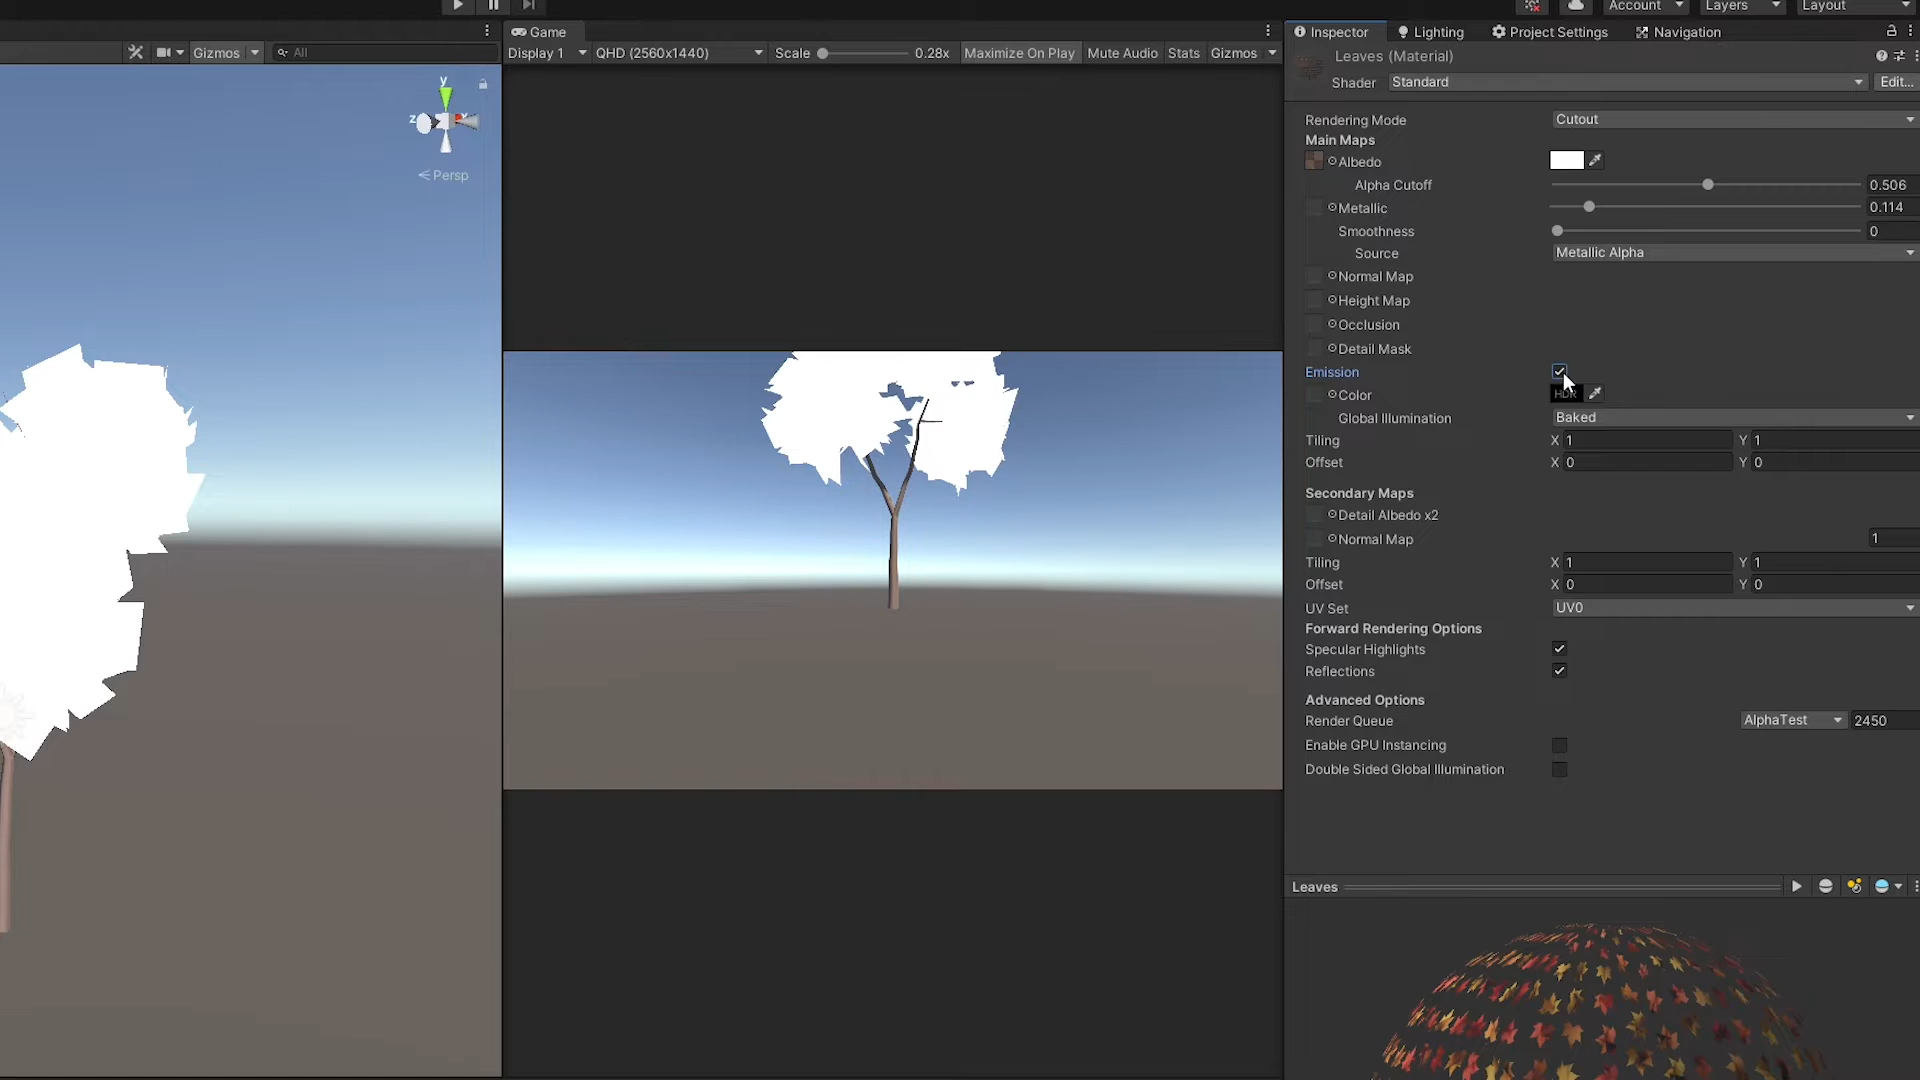 Account Layers Layout
Game
Inspector Lighting Project Settings Navigation
Gizmos All
Display 1 QHD (2560x1440) Scale 0.28x Maximize On Play Mute Audio Stats Gizmos
Leaves (Material)
Shader Standard Edit...
y
z
Persp
Rendering Mode Cutout
Main Maps
Albedo
Alpha Cutoff 0.506
Metallic 0.114
Smoothness 0
Source Metallic Alpha
Normal Map
Height Map
Occlusion
Detail Mask
Emission
Color HDR
Global Illumination Baked
Tiling X 1 Y 1
Offset X 0 Y 0
Secondary Maps
Detail Albedo x2
Normal Map 1
Tiling X 1 Y 1
Offset X 0 Y 0
UV Set UV0
Forward Rendering Options
Specular Highlights
Reflections
Advanced Options
Render Queue AlphaTest 2450
Enable GPU Instancing
Double Sided Global Illumination
Leaves